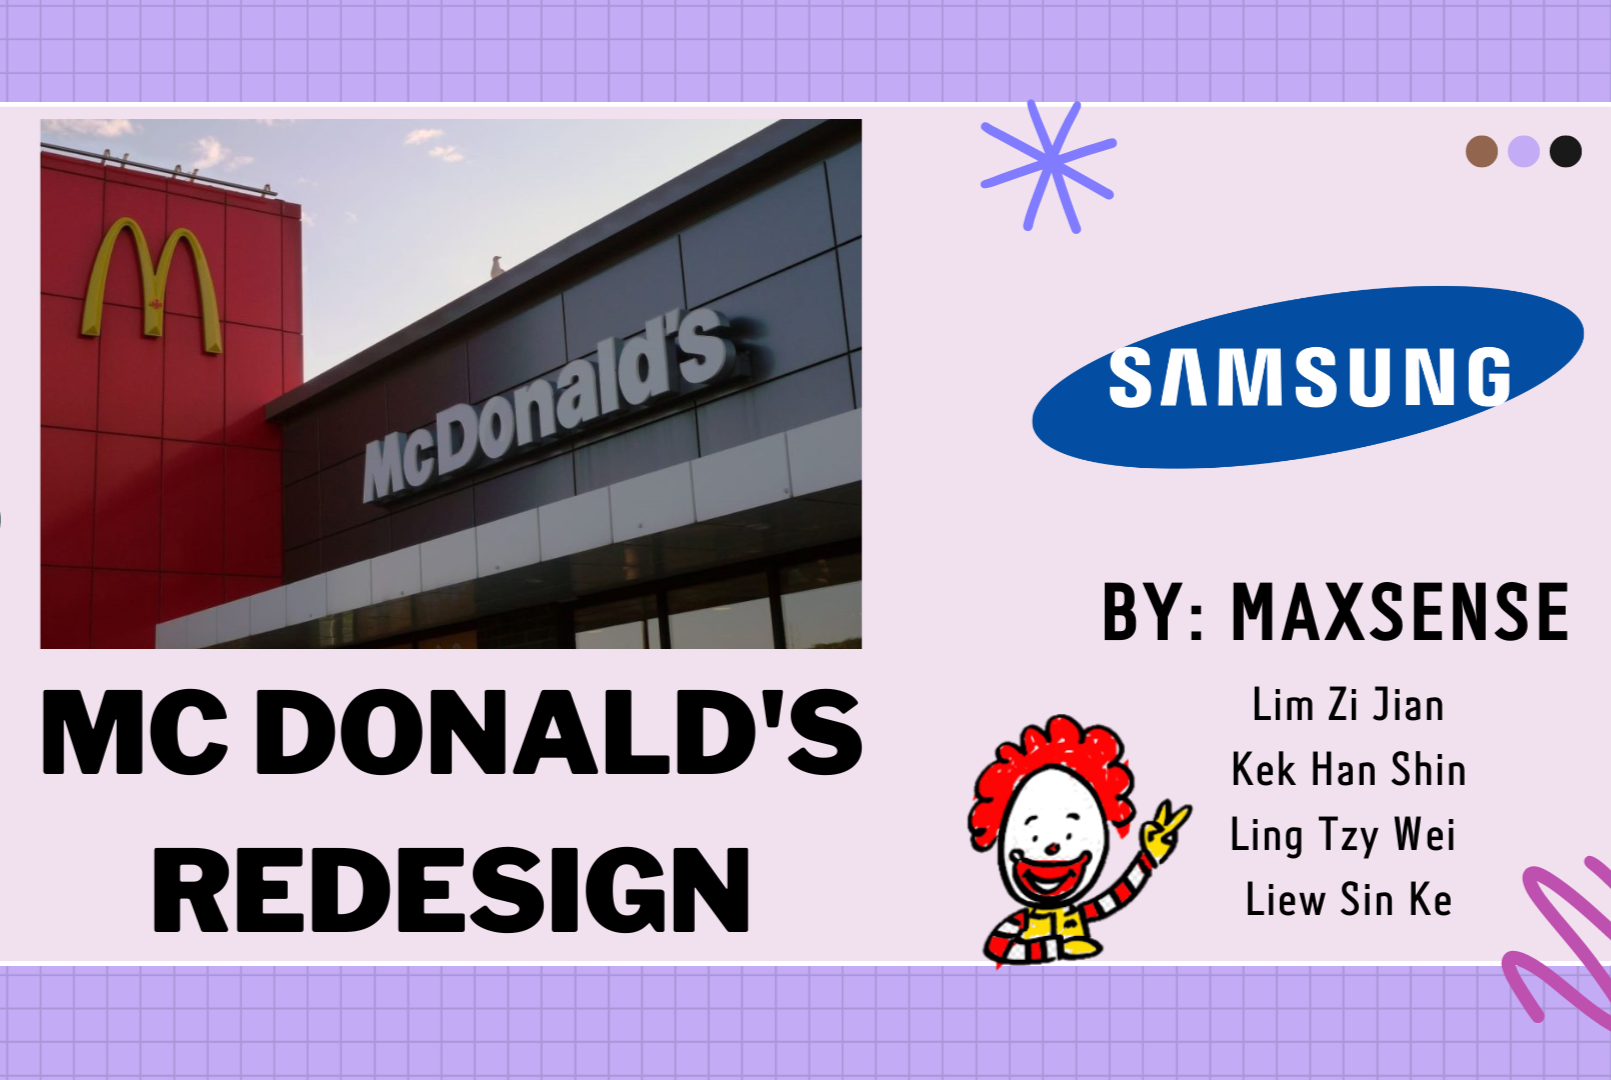 McDonald's
MC DONALD'S
REDESIGN
SAMSUNG
BY: MAXSENSE
Lim Zi Jian
Kek Han Shin
Ling Tzy Wei
Liew Sin Ke